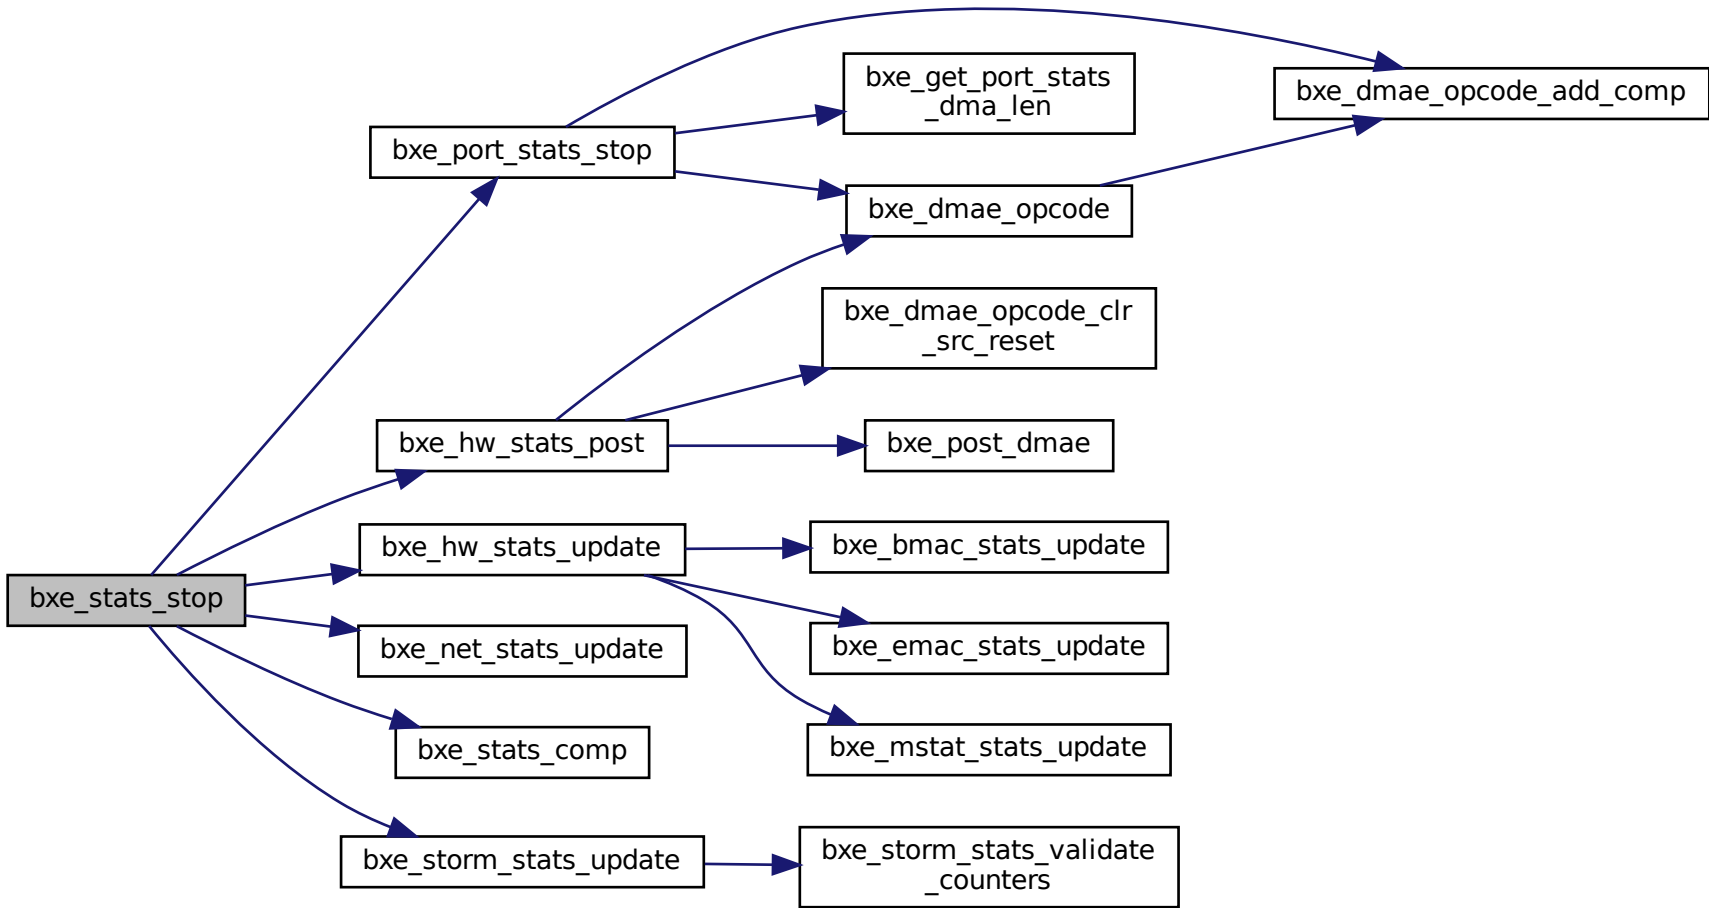 bxe_get_port_stats
_dma_len
bxe_dmae_opcode_add_comp
bxe_port_stats_stop
bxe_dmae_opcode
bxe_dmae_opcode_clr
_src_reset
bxe_hw_stats_post
bxe_post_dmae
bxe_hw_stats_update
bxe_bmac_stats_update
bxe_stats_stop
bxe_net_stats_update
bxe_emac_stats_update
bxe_stats_comp
bxe_mstat_stats_update
bxe_storm_stats_update
bxe_storm_stats_validate
_counters